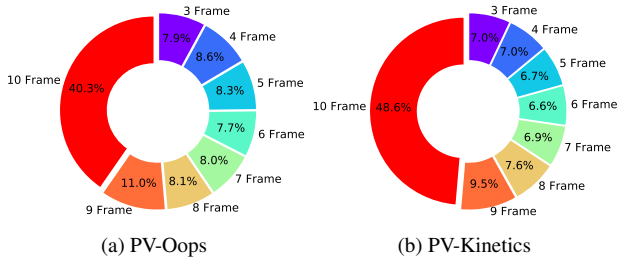 3 Frame
7.9%
4 Frame
8.6%
5 Frame
8.3%
6 Frame
7.7%
7 Frame
8.0%
8 Frame
8.1%
9 Frame
11.0%
10 Frame
40.3%
(a) PV-Oops
3 Frame
7.0%
4 Frame
7.0%
5 Frame
6.7%
6 Frame
6.6%
7 Frame
6.9%
8 Frame
7.6%
9 Frame
9.5%
10 Frame
48.6%
(b) PV-Kinetics